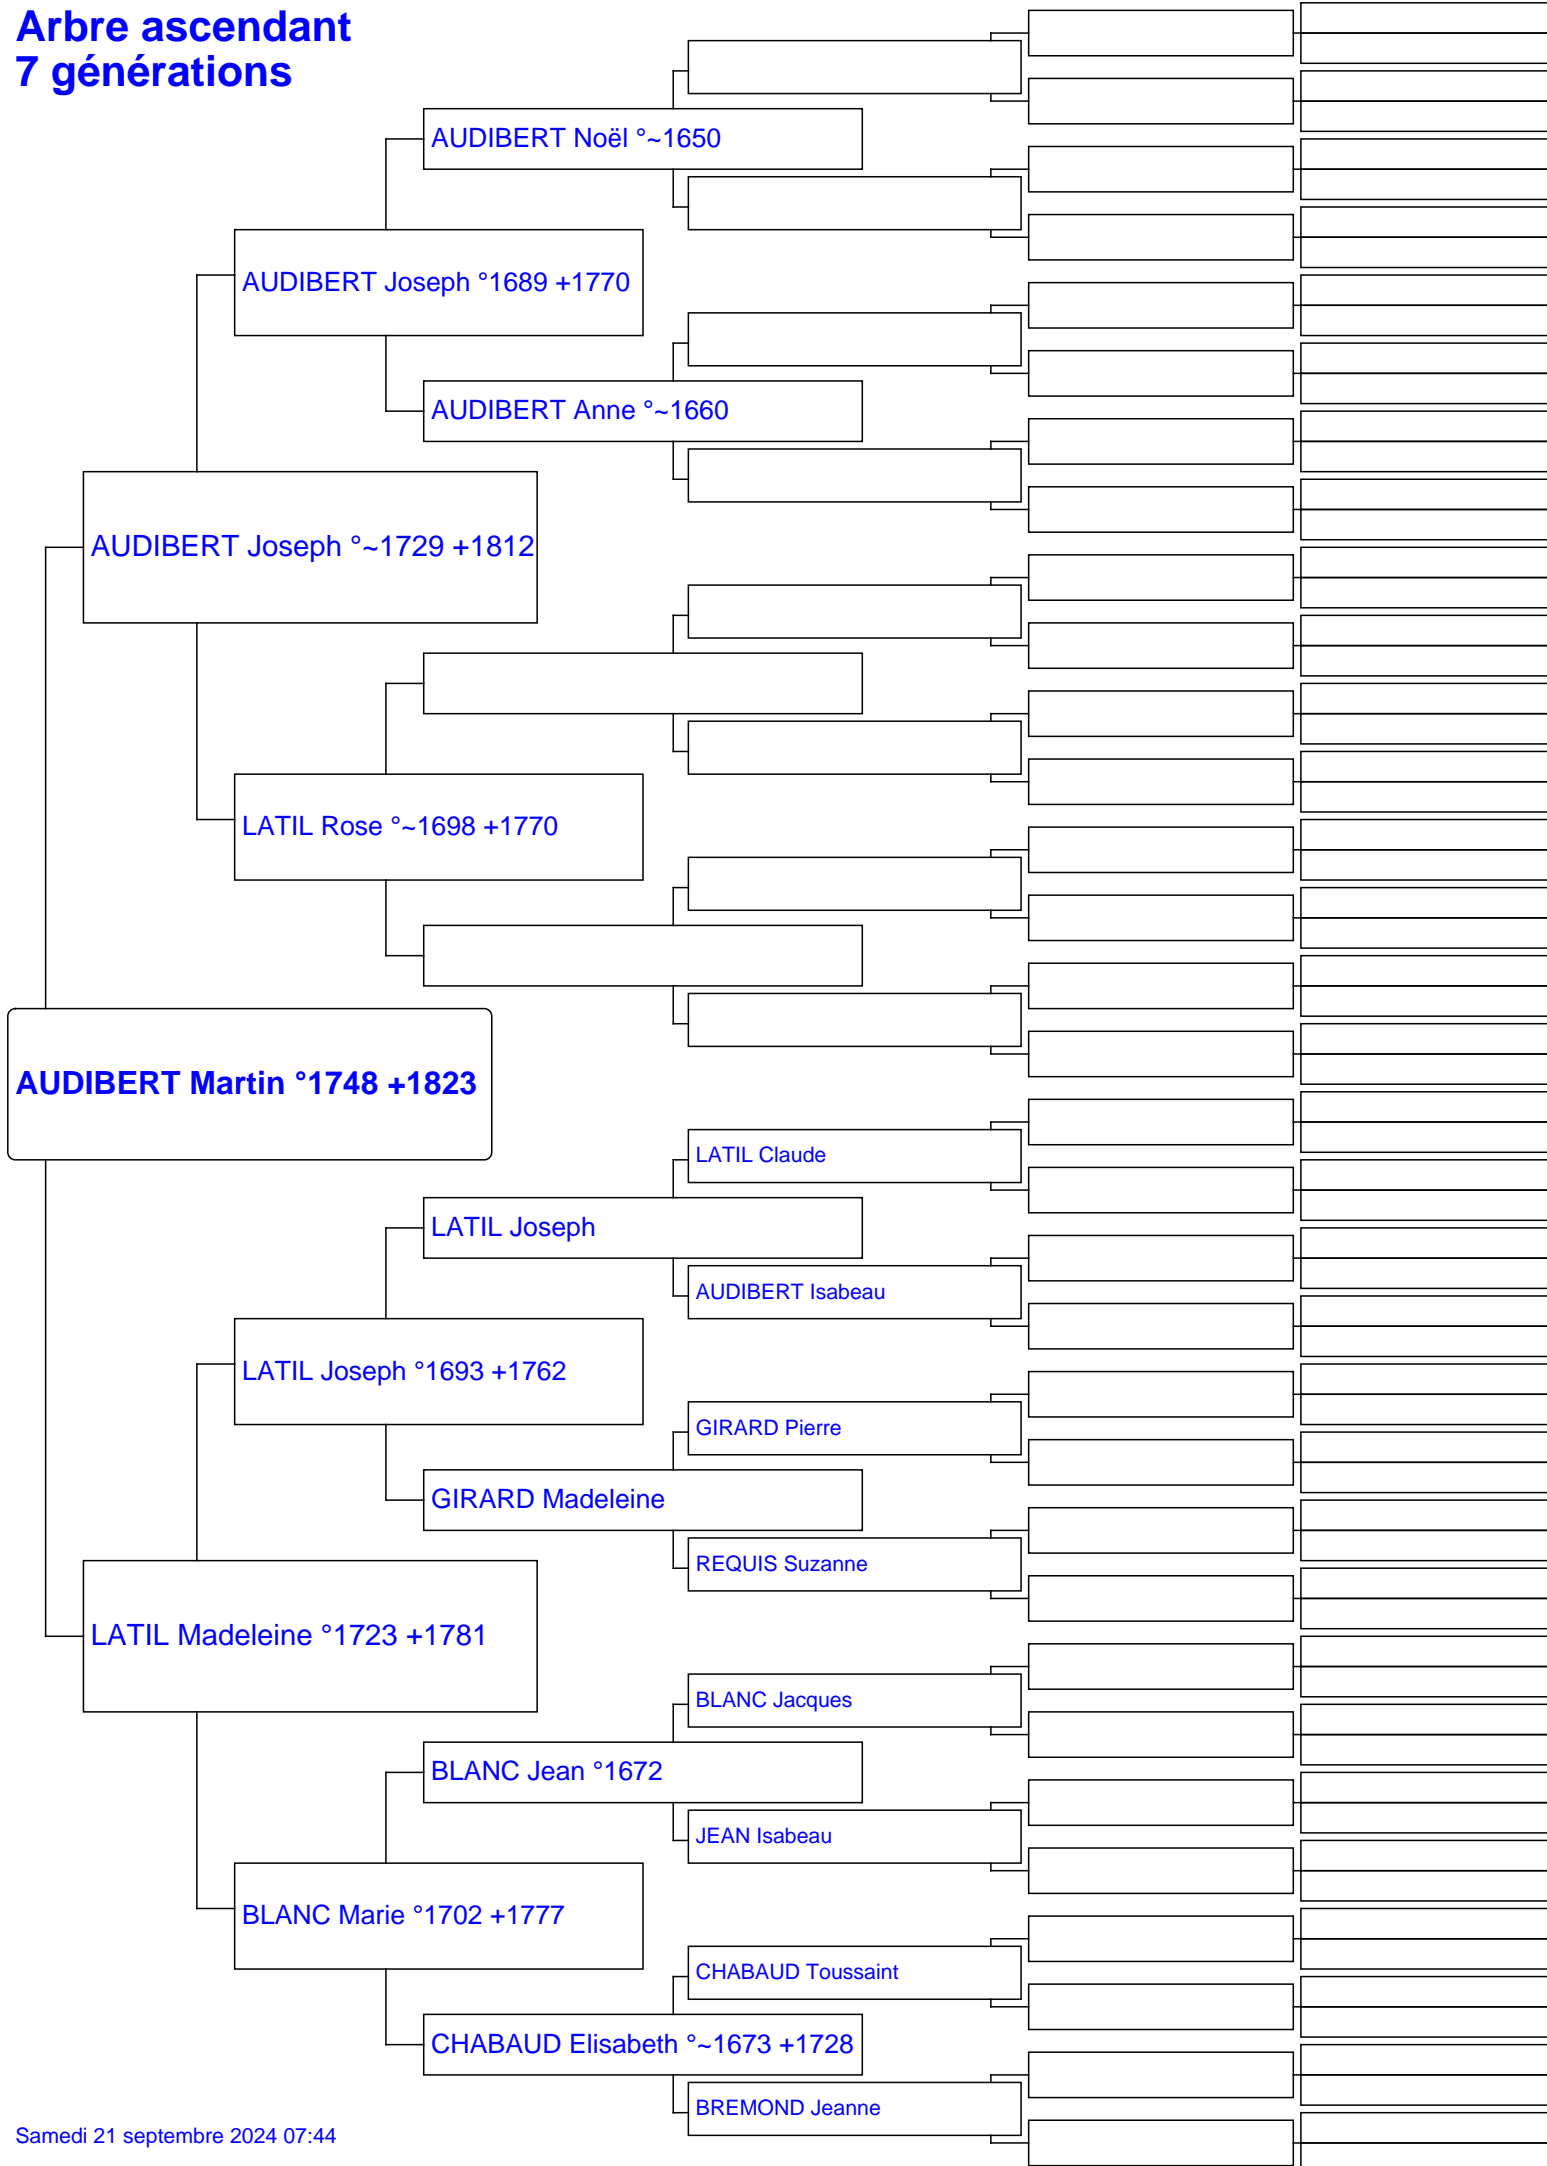 Arbre ascendant
7 générations
AUDIBERT Noël °~1650
AUDIBERT Joseph °1689 +1770
AUDIBERT Anne °~1660
AUDIBERT Joseph °~1729 +1812
LATIL Rose °~1698 +1770
AUDIBERT Martin °1748 +1823
LATIL Claude
LATIL Joseph
AUDIBERT Isabeau
LATIL Joseph °1693 +1762
GIRARD Pierre
GIRARD Madeleine
REQUIS Suzanne
LATIL Madeleine °1723 +1781
BLANC Jacques
BLANC Jean °1672
JEAN Isabeau
BLANC Marie °1702 +1777
CHABAUD Toussaint
CHABAUD Elisabeth °~1673 +1728
BREMOND Jeanne
Samedi 21 septembre 2024 07:44